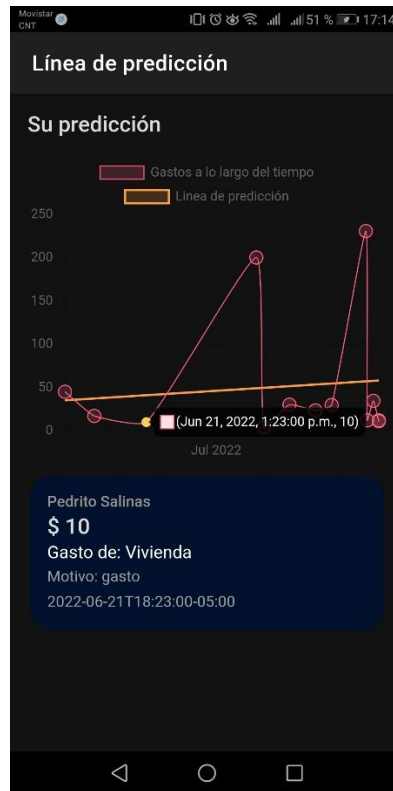 Movistar
CNT
51 % 17:14
Línea de predicción
Su predicción
Gastos a lo largo del tiempo
Linea de predicción
250
200
150
100
50
0
(Jun 21, 2022, 1:23:00 p.m., 10)
Jul 2022
Pedrito Salinas
$ 10
Gasto de: Vivienda
Motivo: gasto
2022-06-21T18:23:00-05:00